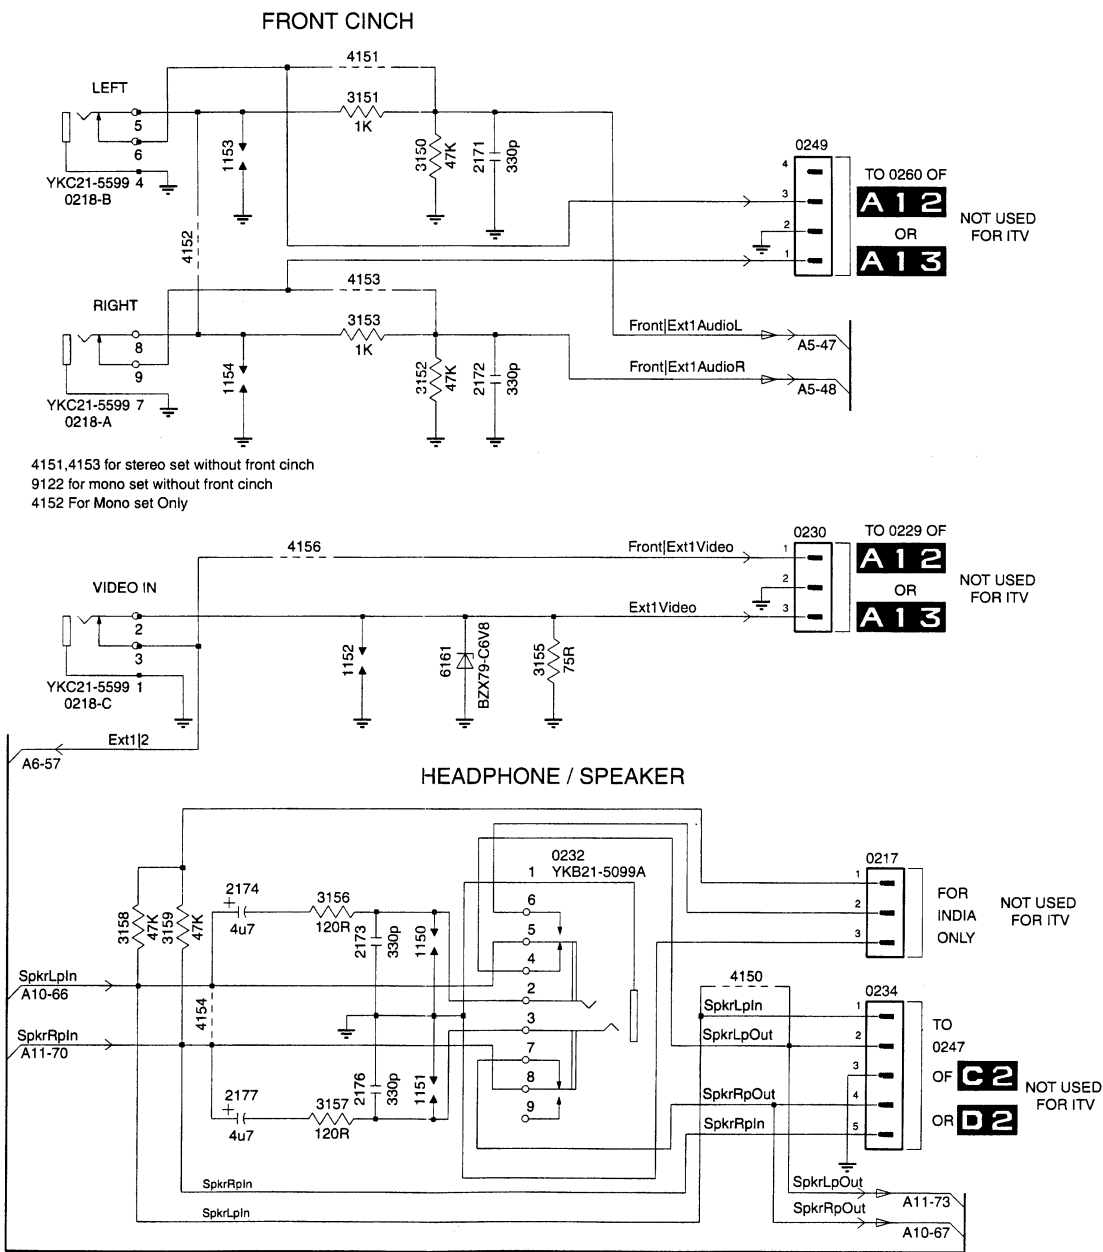 FRONT CINCH
4151
LEFT
3151
1K
5
6
YKC21-5599 4
0218-B
1153
3150
47K
2171
330p
0249
4
3
2
1
TO 0260 OF
A12
OR
A13
NOT USED
FOR ITV
4152
4153
RIGHT
3153
1K
8
9
YKC21-5599 7
0218-A
1154
3152
47K
2172
330p
Front|Ext1AudioL
A5-47
Front|Ext1AudioR
A5-48
4151,4153 for stereo set without front cinch
9122 for mono set without front cinch
4152 For Mono set Only
4156
Front|Ext1Video
0230
1
2
3
TO 0229 OF
A12
OR
A13
NOT USED
FOR ITV
VIDEO IN
Ext1Video
2
3
YKC21-5599 1
0218-C
1152
6161
BZX79-C6V8
3155
75R
Ext1|2
A6-57
HEADPHONE / SPEAKER
0232
YKB21-5099A
1
6
5
4
2
3
7
8
9
3158
47K
3159
47K
2174
4u7
3156
120R
2173
330p
1150
0217
1
2
3
FOR
INDIA
ONLY
NOT USED
FOR ITV
SpkrLpIn
A10-66
4154
SpkrRpIn
A11-70
2177
4u7
3157
120R
2176
330p
1151
4150
SpkrLpIn
SpkrLpOut
SpkrRpOut
SpkrRpIn
0234
1
2
3
4
5
TO
0247
OF C2
OR D2
NOT USED
FOR ITV
SpkrRpIn
SpkrLpIn
SpkrLpOut
A11-73
SpkrRpOut
A10-67